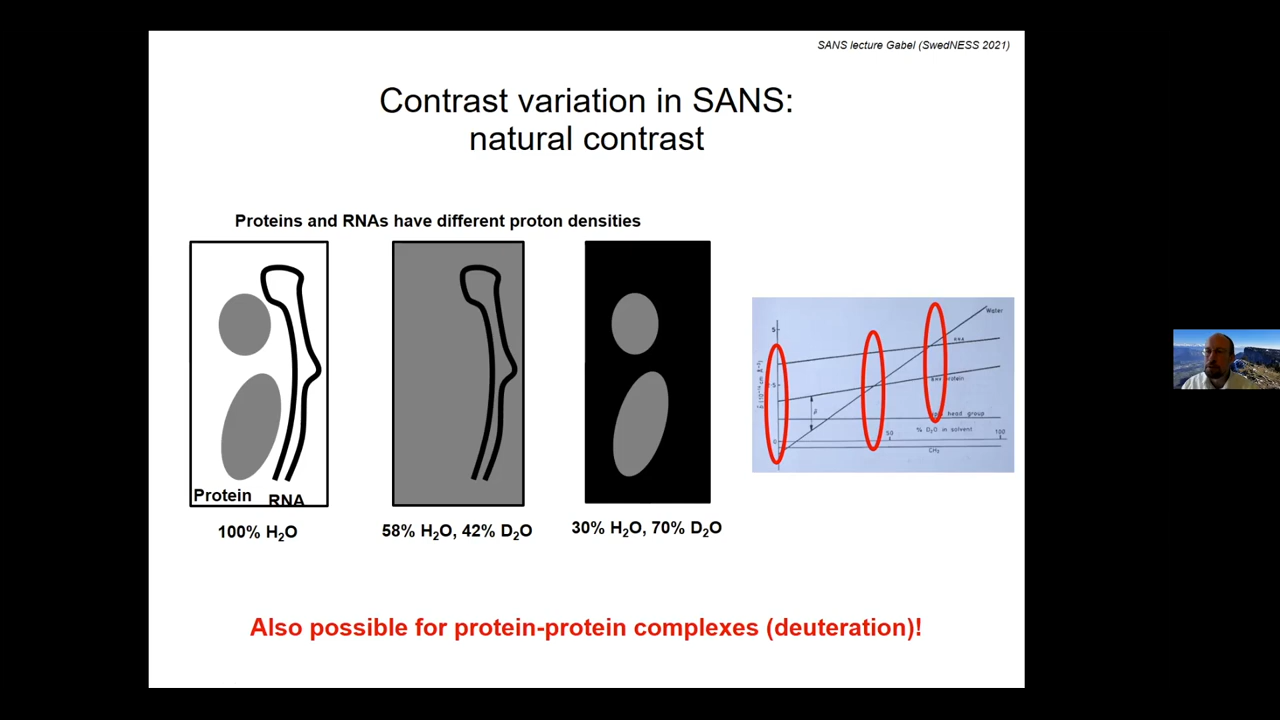 SANS lecture Gabel (SwedNESS 2021)
Contrast variation in SANS:
natural contrast
Proteins and RNAs have different proton densities
Protein
RNA
100% H₂O
58% H₂O, 42% D₂O
30% H₂O, 70% D₂O
Water
RNA
protein
head group
50
% D₂O in solvent
100
0
CH₂
Also possible for protein-protein complexes (deuteration)!